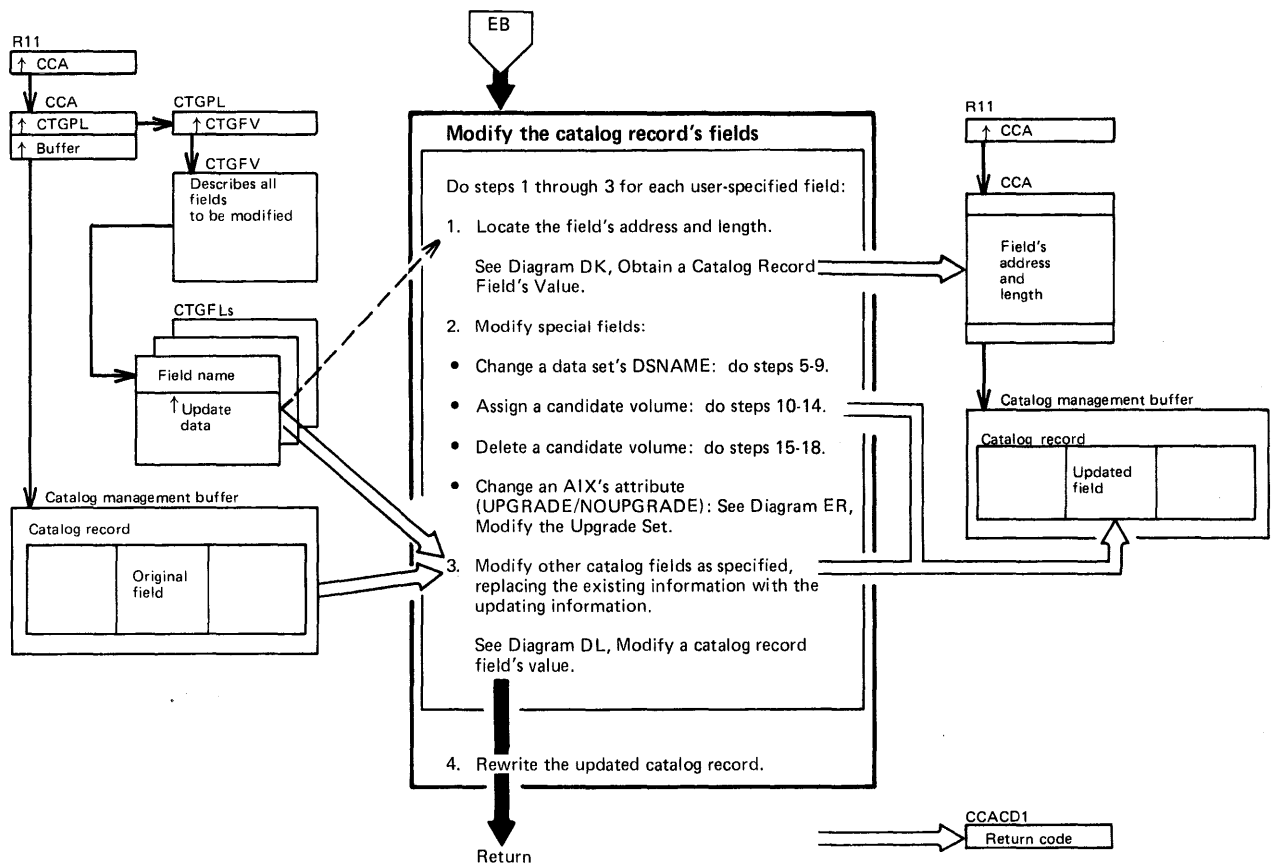 EB
R11
↑ CCA
CCA
↑ CTGPL
↑ Buffer
CTGPL
↑ CTGFV
CTGFV
Describes all
fields
to be modified
CTGFLs
Field name
↑ Update
data
Catalog management buffer
Catalog record
Original
field
Modify the catalog record's fields
Do steps 1 through 3 for each user-specified field:
1. Locate the field's address and length.
See Diagram DK, Obtain a Catalog Record
Field's Value.
2. Modify special fields:
• Change a data set's DSNAME: do steps 5-9.
• Assign a candidate volume: do steps 10-14.
• Delete a candidate volume: do steps 15-18.
• Change an AIX's attribute
(UPGRADE/NOUPGRADE): See Diagram ER,
Modify the Upgrade Set.
3. Modify other catalog fields as specified,
replacing the existing information with the
updating information.
See Diagram DL, Modify a catalog record
field's value.
4. Rewrite the updated catalog record.
Return
R11
↑ CCA
CCA
Field's
address
and
length
Catalog management buffer
Catalog record
Updated
field
CCACD1
Return code